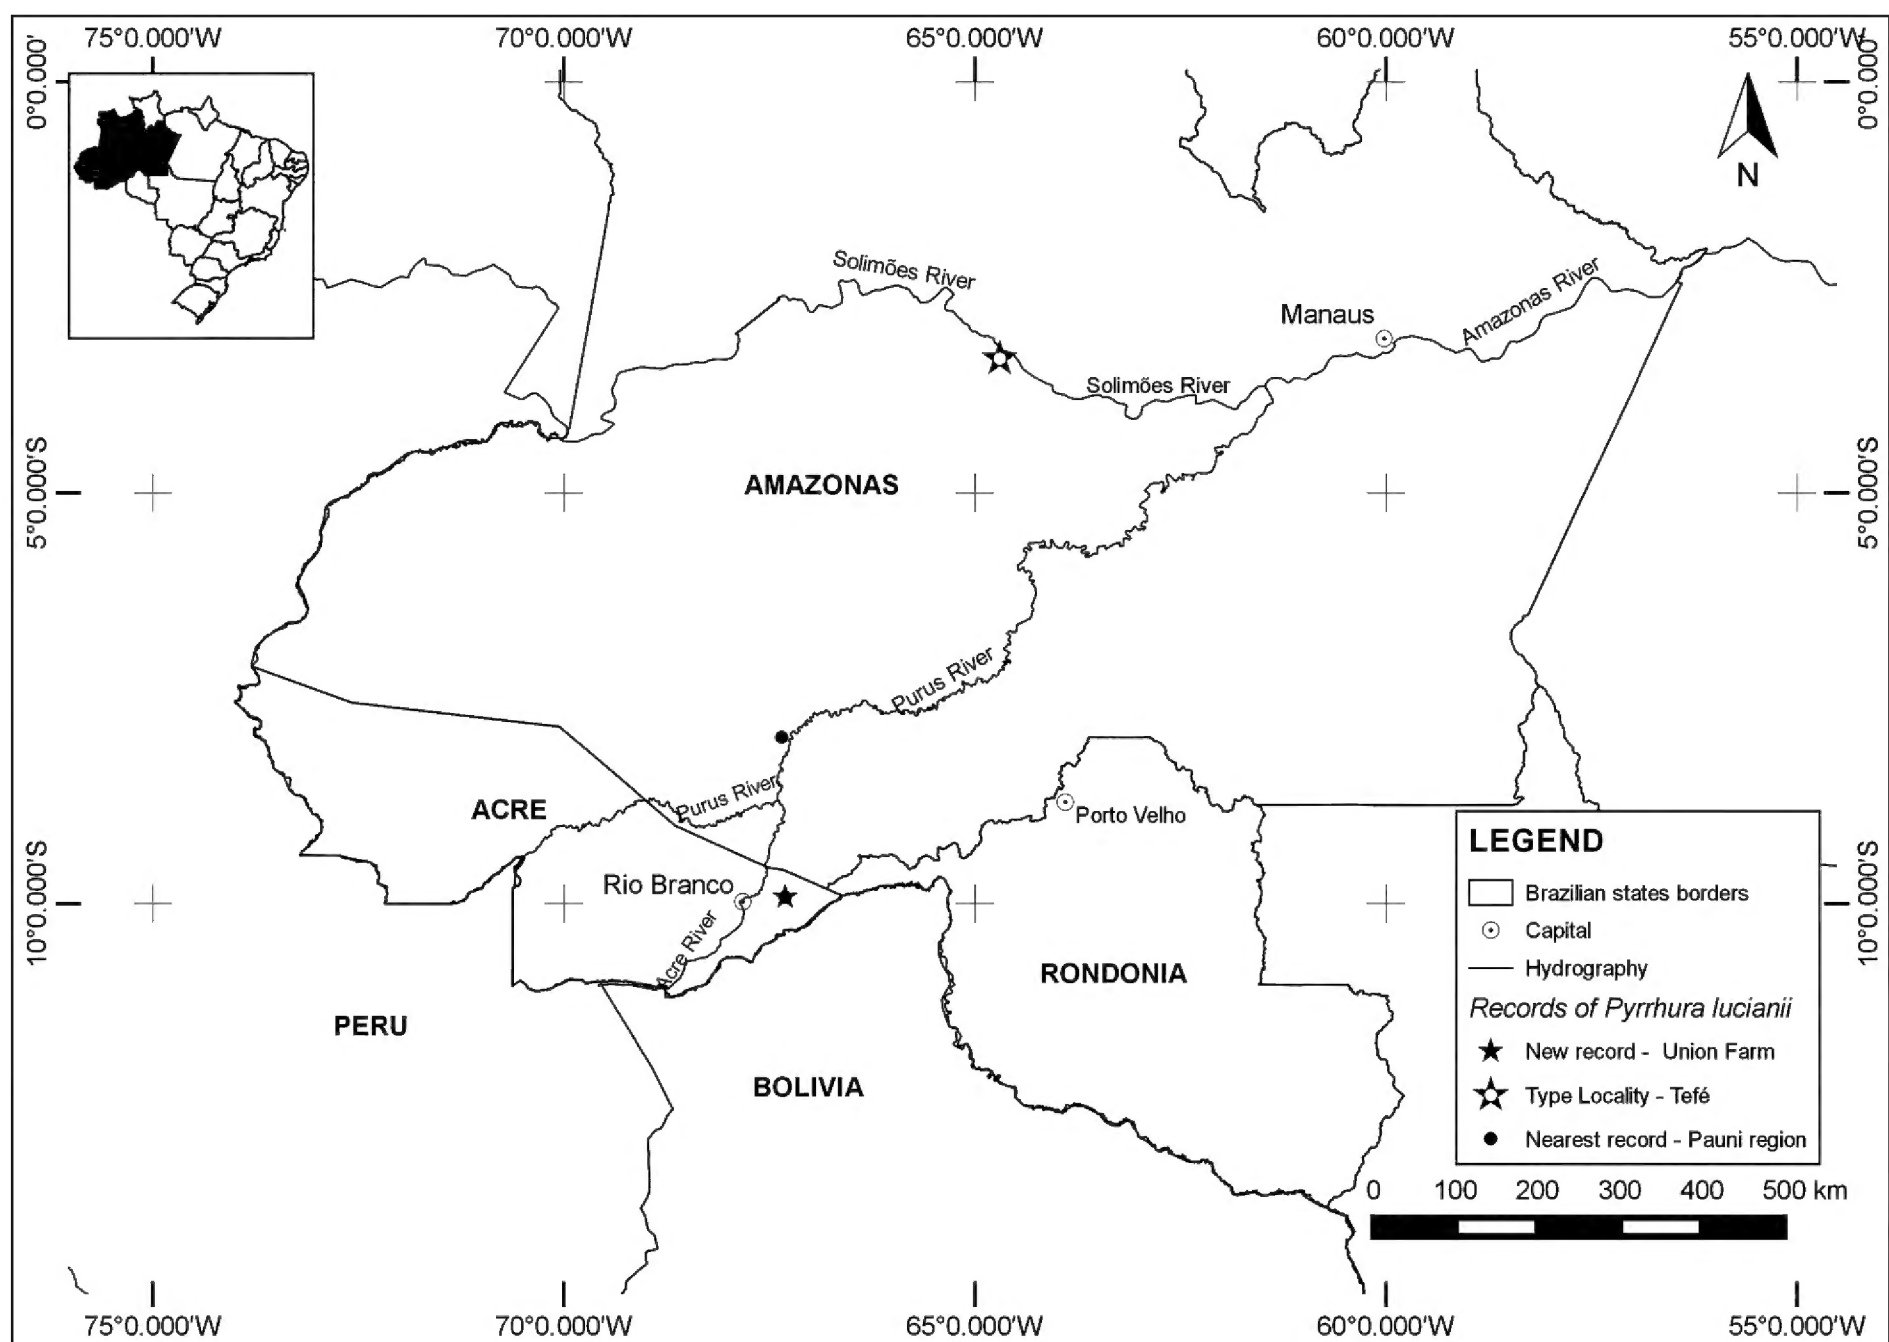 75°0.000'W 70°0.000'W 65°0.000'W 60°0.000'W 55°0.000'W
0°0.000' 0°0.000'
N
Solimões River
Manaus
Amazonas River
Solimões River
5°0.000'S 5°0.000'S
AMAZONAS
Purus River
Purus River
ACRE
Porto Velho
Rio Branco
10°0.000'S 10°0.000'S
Acre River
RONDONIA
PERU
BOLIVIA
LEGEND
Brazilian states borders
Capital
Hydrography
Records of Pyrrhura lucianii
New record - Union Farm
Type Locality - Tefé
Nearest record - Pauni region
0 100 200 300 400 500 km
75°0.000'W 70°0.000'W 65°0.000'W 60°0.000'W 55°0.000'W